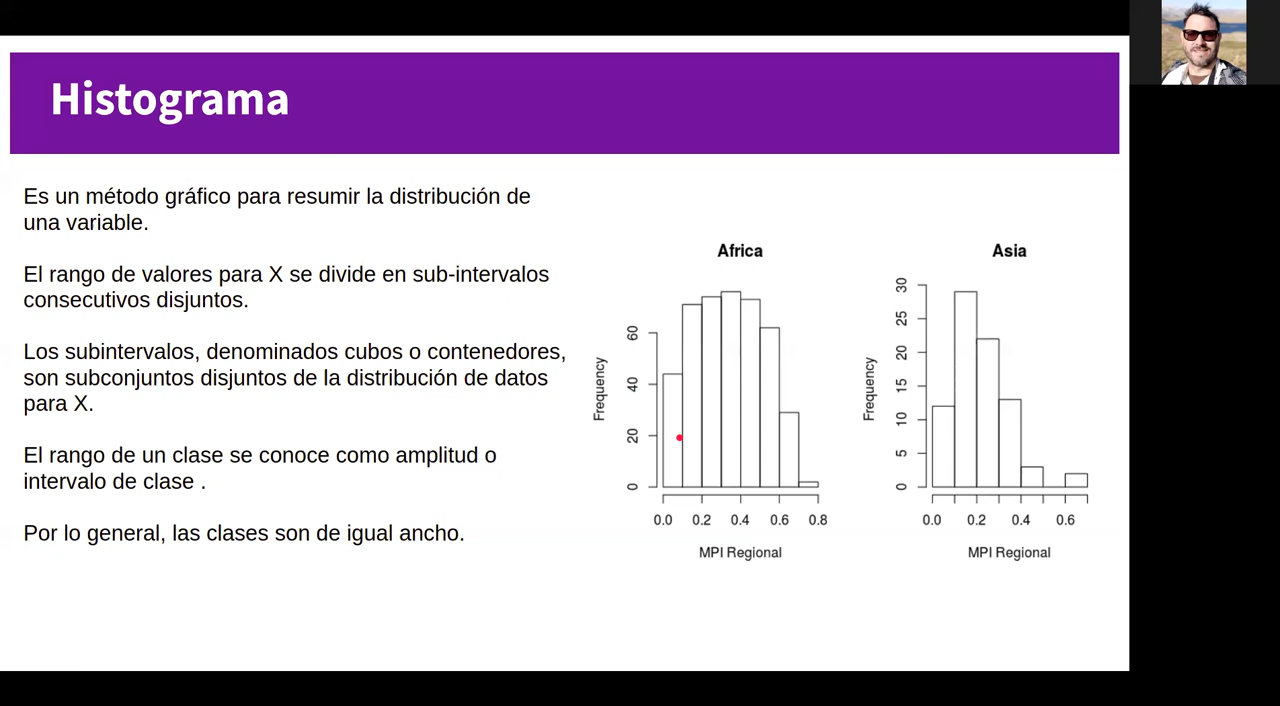 Histograma
Es un método gráfico para resumir la distribución de
una variable.
El rango de valores para X se divide en sub-intervalos
consecutivos disjuntos.
Los subintervalos, denominados cubos o contenedores,
son subconjuntos disjuntos de la distribución de datos
para X.
El rango de un clase se conoce como amplitud o
intervalo de clase .
Por lo general, las clases son de igual ancho.
Africa
Frequency
60
40
20
0
0.0 0.2 0.4 0.6 0.8
MPI Regional
Asia
Frequency
30
25
20
15
10
5
0
0.0 0.2 0.4 0.6
MPI Regional